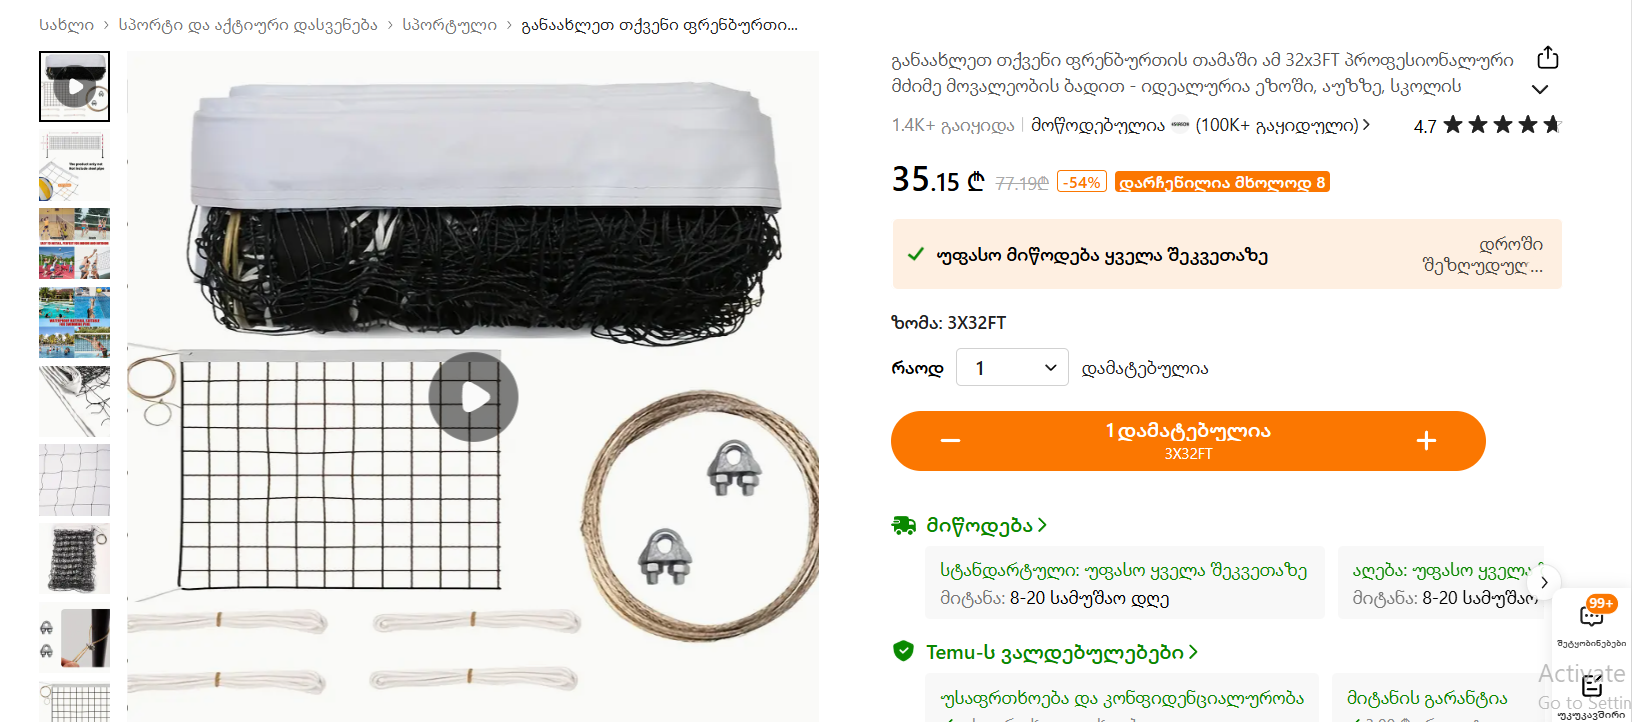 სახლი › სპორტი და აქტიური დასვენება › სპორტული › განაახლეთ თქვენი ფრენბურთი...
განაახლეთ თქვენი ფრენბურთის თამაში ამ 32x3FT პროფესიონალური
მძიმე მოვალეობის ბადით - იდეალურია ეზოში, აუზზე, სკოლის
1.4K+ გაიყიდა | მოწოდებულია (100K+ გაყიდული) ›
4.7
35.15 ₾ 77.19₾ -54% დარჩენილია მხოლოდ 8
უფასო მიწოდება ყველა შეკვეთაზე
დროში
შეზღუდულ...
ზომა: 3X32FT
რაოდ 1 დამატებულია
− 1 დამატებულია +
3X32FT
მიწოდება ›
სტანდარტული: უფასო ყველა შეკვეთაზე
მიტანა: 8-20 სამუშაო დღე
აღება: უფასო ყველა
მიტანა: 8-20 სამუშაო
99+
შეტყობინებები
Temu-ს ვალდებულებები ›
უსაფრთხოება და კონფიდენციალურობა
მიტანის გარანტია
Activate
Go to Settin
უკუკავშირი